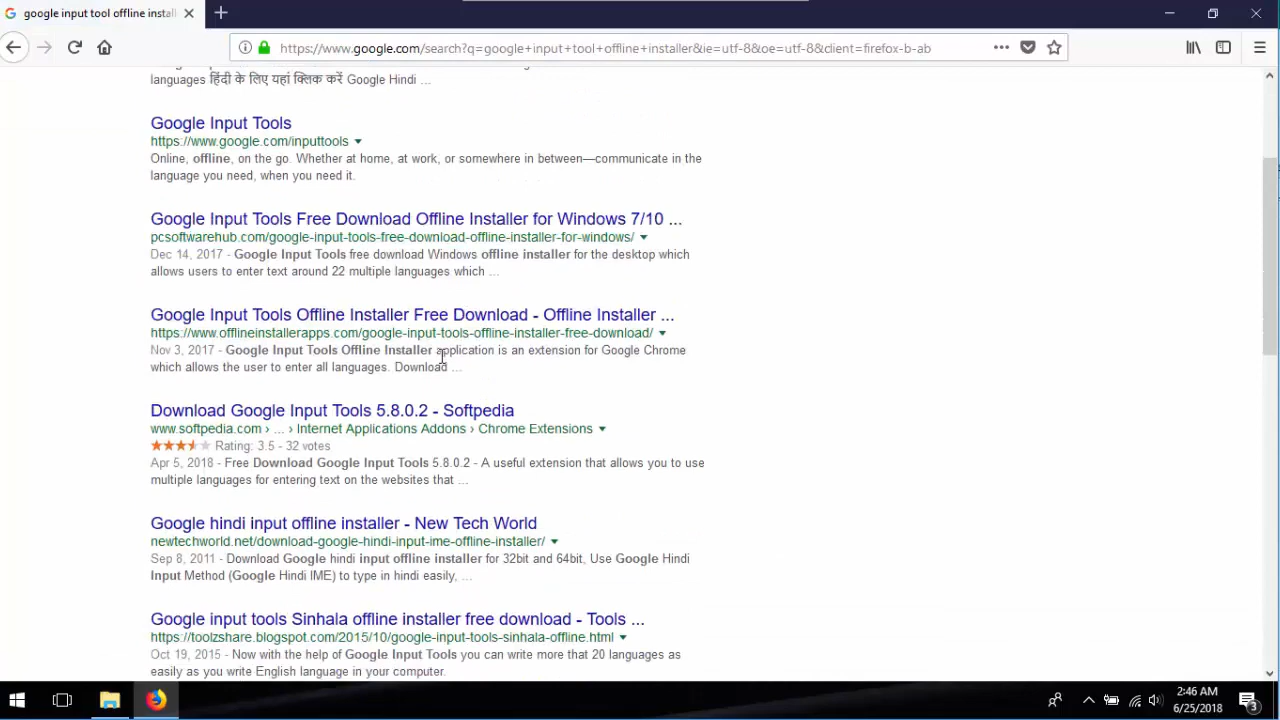 google input tool offline instal
https://www.google.com/search?q=google+input+tool+offline+installer&ie=utf-8&oe=utf-8&client=firefox-b-ab
languages हिंदी के लिए यहां क्लिक करें Google Hindi ...
Google Input Tools
https://www.google.com/inputtools
Online, offline, on the go. Whether at home, at work, or somewhere in between—communicate in the
language you need, when you need it.
Google Input Tools Free Download Offline Installer for Windows 7/10 ...
pcsoftwarehub.com/google-input-tools-free-download-offline-installer-for-windows/
Dec 14, 2017 - Google Input Tools free download Windows offline installer for the desktop which
allows users to enter text around 22 multiple languages which ...
Google Input Tools Offline Installer Free Download - Offline Installer ...
https://www.offlineinstallerapps.com/google-input-tools-offline-installer-free-download/
Nov 3, 2017 - Google Input Tools Offline Installer application is an extension for Google Chrome
which allows the user to enter all languages. Download ...
Download Google Input Tools 5.8.0.2 - Softpedia
www.softpedia.com › ... › Internet Applications Addons › Chrome Extensions
Rating: 3.5 - 32 votes
Apr 5, 2018 - Free Download Google Input Tools 5.8.0.2 - A useful extension that allows you to use
multiple languages for entering text on the websites that ...
Google hindi input offline installer - New Tech World
newtechworld.net/download-google-hindi-input-ime-offline-installer/
Sep 8, 2011 - Download Google hindi input offline installer for 32bit and 64bit, Use Google Hindi
Input Method (Google Hindi IME) to type in hindi easily, ...
Google input tools Sinhala offline installer free download - Tools ...
https://toolzshare.blogspot.com/2015/10/google-input-tools-sinhala-offline.html
Oct 19, 2015 - Now with the help of Google Input Tools you can write more that 20 languages as
easily as you write English language in your computer.
2:46 AM
6/25/2018
3